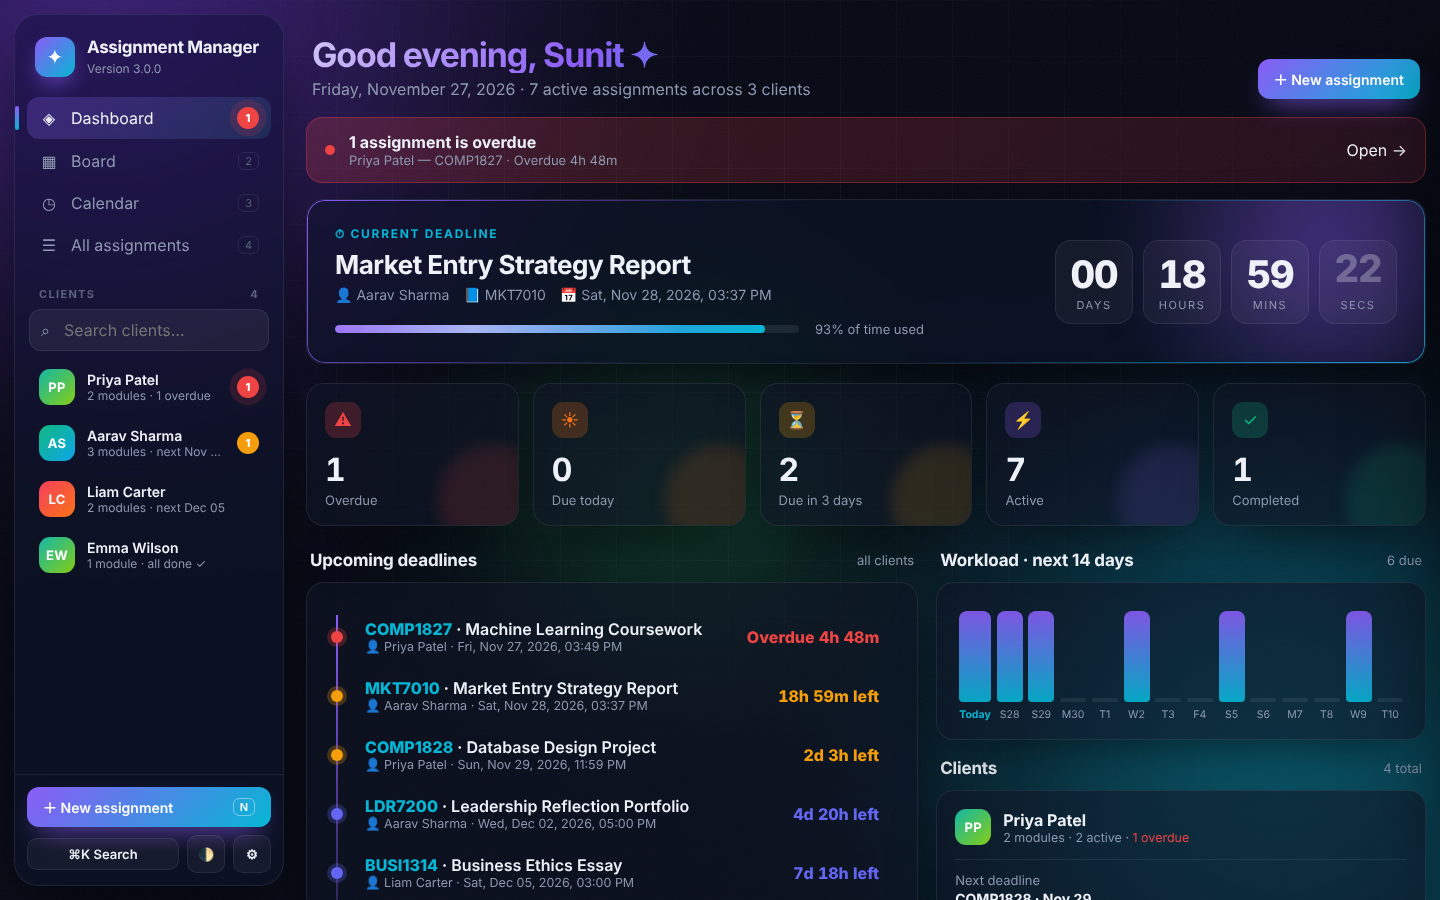 Assignment Manager
Version 3.0.0
Dashboard 1
Board 2
Calendar 3
All assignments 4
CLIENTS 4
Search clients...
PP Priya Patel 1
2 modules · 1 overdue
AS Aarav Sharma 1
3 modules · next Nov ...
LC Liam Carter
2 modules · next Dec 05
EW Emma Wilson
1 module · all done ✓
+ New assignment N
⌘K Search
Good evening, Sunit ✦
Friday, November 27, 2026 · 7 active assignments across 3 clients
+ New assignment
1 assignment is overdue
Priya Patel — COMP1827 · Overdue 4h 48m
Open →
⏱ CURRENT DEADLINE
Market Entry Strategy Report
👤 Aarav Sharma 📘 MKT7010 📅 Sat, Nov 28, 2026, 03:37 PM
93% of time used
00 18 59 22
DAYS HOURS MINS SECS
1
Overdue
0
Due today
2
Due in 3 days
7
Active
1
Completed
Upcoming deadlines all clients
COMP1827 · Machine Learning Coursework
👤 Priya Patel · Fri, Nov 27, 2026, 03:49 PM
Overdue 4h 48m
MKT7010 · Market Entry Strategy Report
👤 Aarav Sharma · Sat, Nov 28, 2026, 03:37 PM
18h 59m left
COMP1828 · Database Design Project
👤 Priya Patel · Sun, Nov 29, 2026, 11:59 PM
2d 3h left
LDR7200 · Leadership Reflection Portfolio
👤 Aarav Sharma · Wed, Dec 02, 2026, 05:00 PM
4d 20h left
BUSI1314 · Business Ethics Essay
👤 Liam Carter · Sat, Dec 05, 2026, 03:00 PM
7d 18h left
Workload · next 14 days 6 due
Today S28 S29 M30 T1 W2 T3 F4 S5 S6 M7 T8 W9 T10
Clients 4 total
PP Priya Patel
2 modules · 2 active · 1 overdue
Next deadline
COMP1828 · Nov 29